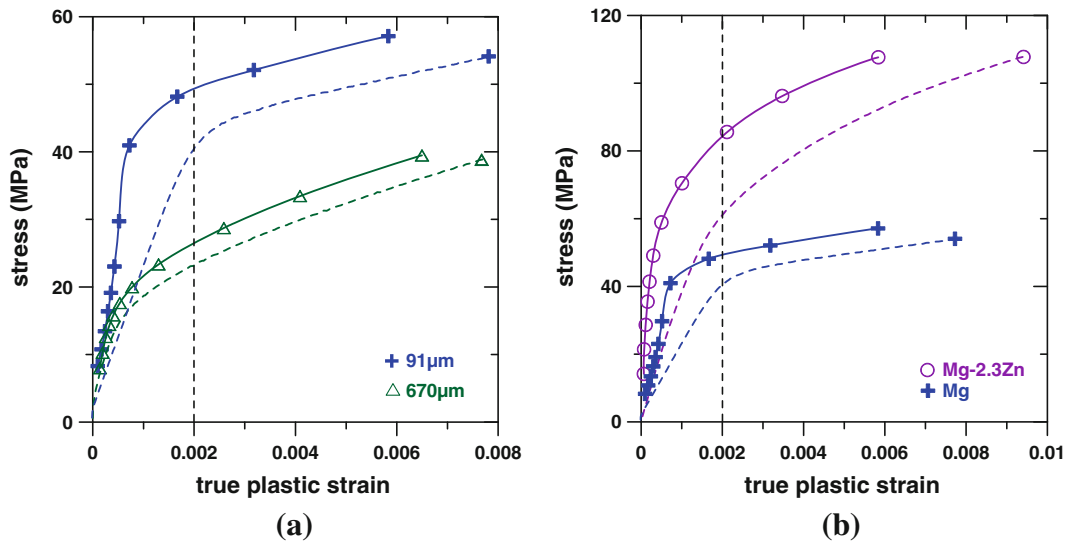 60
40
20
0
stress (MPa)
91μm
670μm
0
0.002
0.004
0.006
0.008
true plastic strain
(a)
120
80
40
0
stress (MPa)
Mg-2.3Zn
Mg
0
0.002
0.004
0.006
0.008
0.01
true plastic strain
(b)